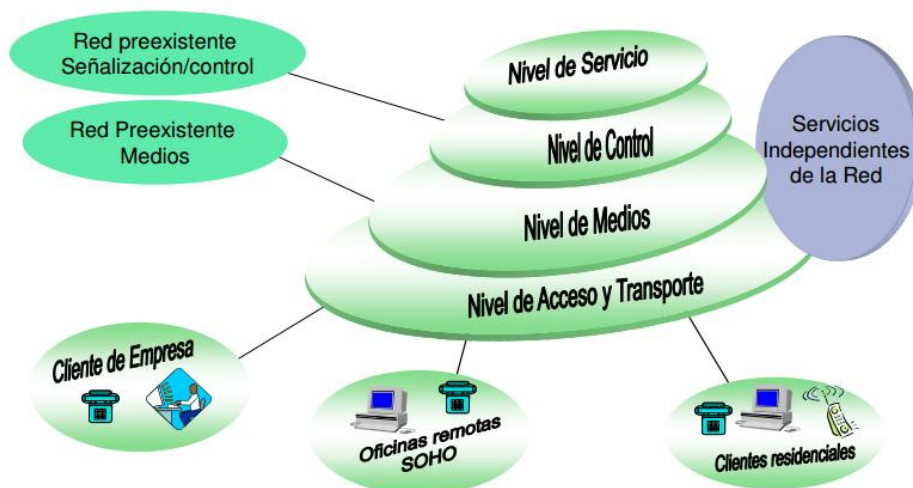 Red preexistente
Señalización/control
Red Preexistente
Medios
Nivel de Servicio
Nivel de Control
Nivel de Medios
Nivel de Acceso y Transporte
Servicios
Independientes
de la Red
Cliente de Empresa
Oficinas remotas
SOHO
Clientes residenciales